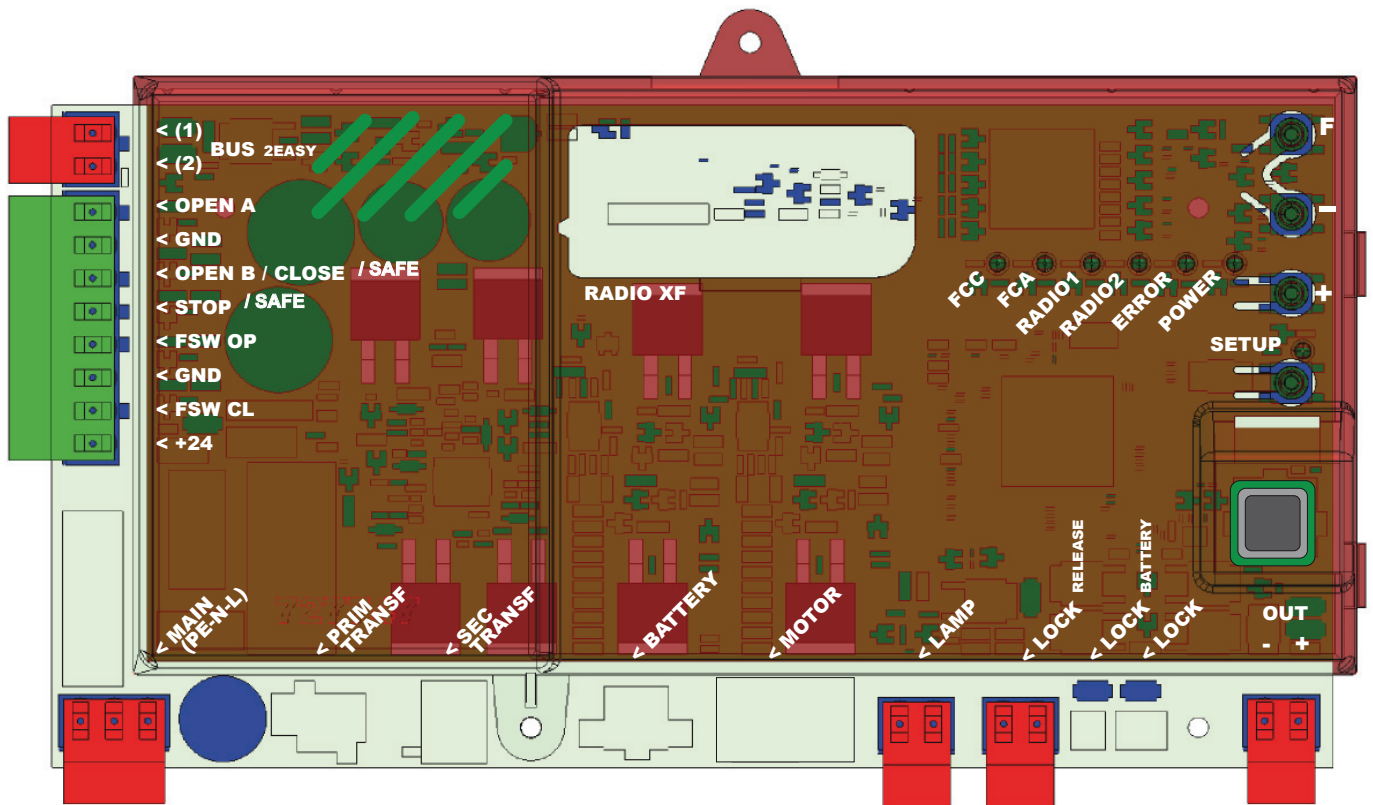 < (1)
BUS 2EASY
< (2)
< OPEN A
< GND
< OPEN B / CLOSE / SAFE
< STOP / SAFE
< FSW OP
< GND
< FSW CL
< +24
RADIO XF
FCC
FCA
RADIO1
RADIO2
ERROR
POWER
F
–
+
SETUP
< MAIN
(PE-N-L)
< PRIM
TRANSF
< SEC
TRANSF
< BATTERY
< MOTOR
< LAMP
< LOCK
RELEASE
< LOCK
BATTERY
< LOCK
OUT
- +